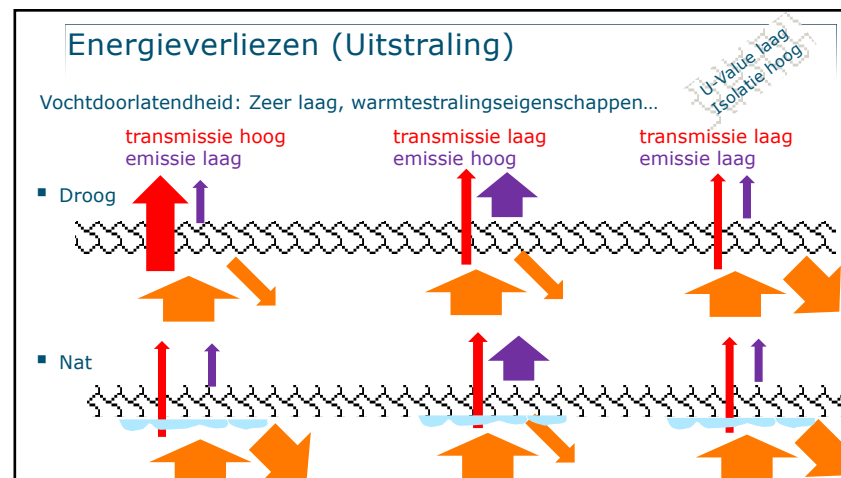 Energieverliezen (Uitstraling)
U-Value laag
Isolatie hoog
Vochtdoorlatendheid: Zeer laag, warmtestralingseigenschappen…
transmissie hoog
emissie laag
transmissie laag
emissie hoog
transmissie laag
emissie laag
▪ Droog
▪ Nat